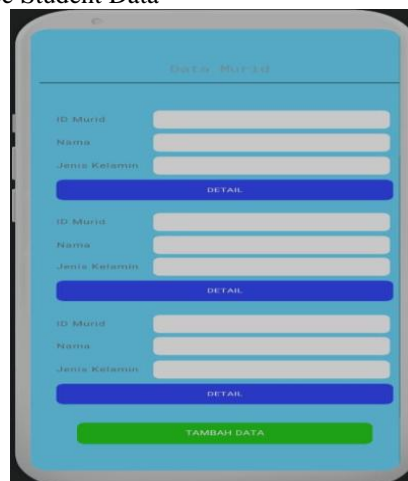 Student Data
Data Murid
ID Murid
Nama
Jenis Kelamin
DETAIL
ID Murid
Nama
Jenis Kelamin
DETAIL
ID Murid
Nama
Jenis Kelamin
DETAIL
TAMBAH DATA